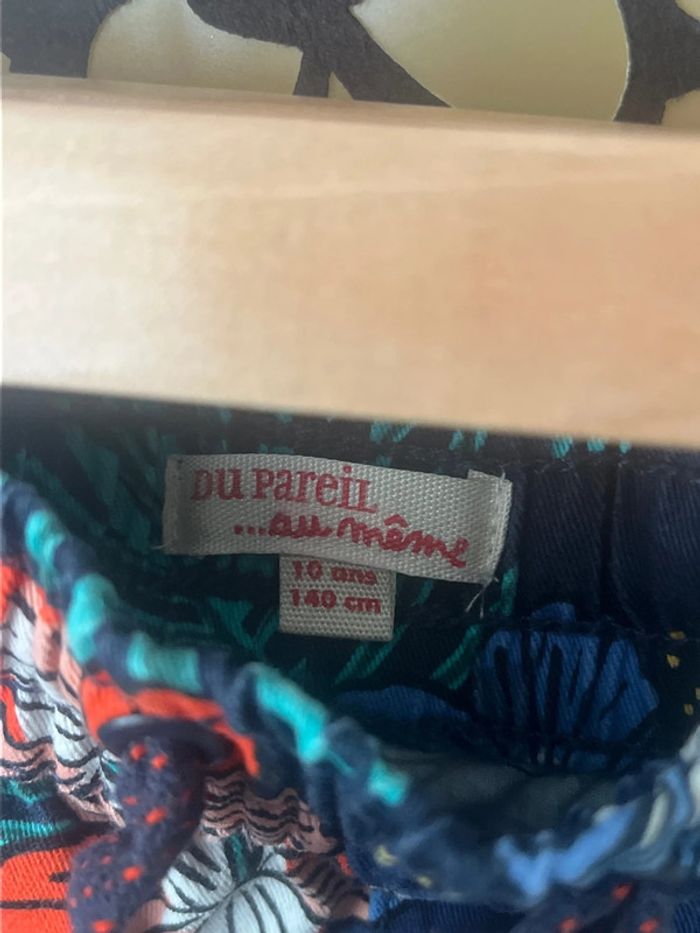 Du PareiL
...au même
10 ans
140 cm